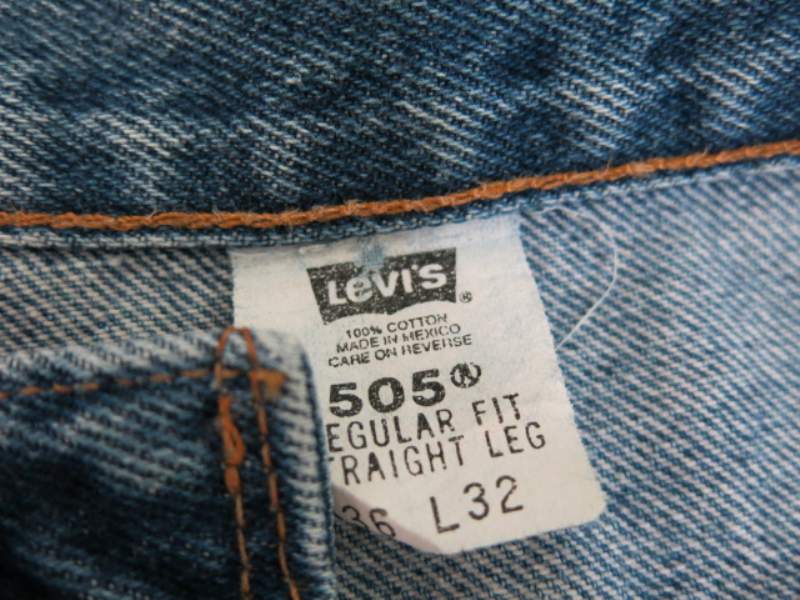 LEVI'S ®
100% COTTON
MADE IN MEXICO
CARE ON REVERSE
505®
EGULAR FIT
TRAIGHT LEG
36 L32